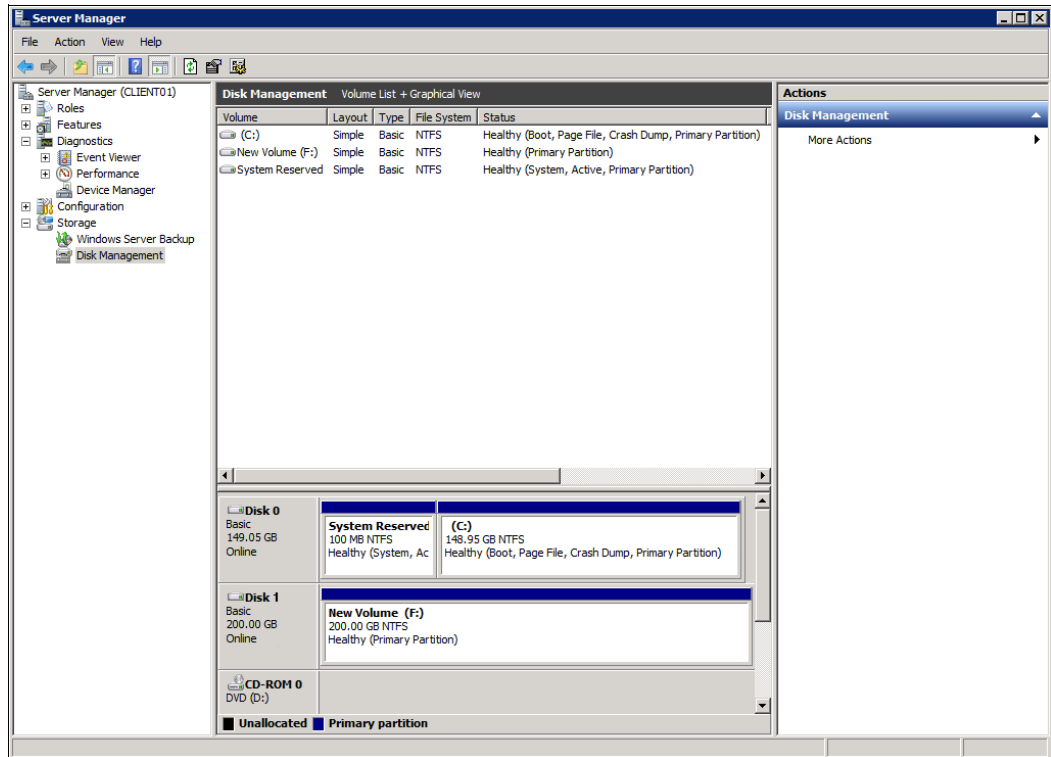 Server Manager
File Action View Help
Server Manager (CLIENT01)
Roles
Features
Diagnostics
Event Viewer
Performance
Device Manager
Configuration
Storage
Windows Server Backup
Disk Management
Disk Management Volume List + Graphical View
Volume Layout Type File System Status
(C:) Simple Basic NTFS Healthy (Boot, Page File, Crash Dump, Primary Partition)
New Volume (F:) Simple Basic NTFS Healthy (Primary Partition)
System Reserved Simple Basic NTFS Healthy (System, Active, Primary Partition)
Disk 0
Basic
149.05 GB
Online
System Reserved
100 MB NTFS
Healthy (System, Ac
(C:)
148.95 GB NTFS
Healthy (Boot, Page File, Crash Dump, Primary Partition)
Disk 1
Basic
200.00 GB
Online
New Volume (F:)
200.00 GB NTFS
Healthy (Primary Partition)
CD-ROM 0
DVD (D:)
Unallocated Primary partition
Actions
Disk Management
More Actions